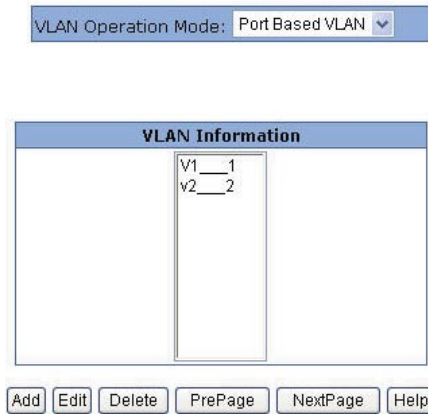 VLAN Operation Mode: Port Based VLAN
VLAN Information
V1___1
v2___2
Add Edit Delete PrePage NextPage Help